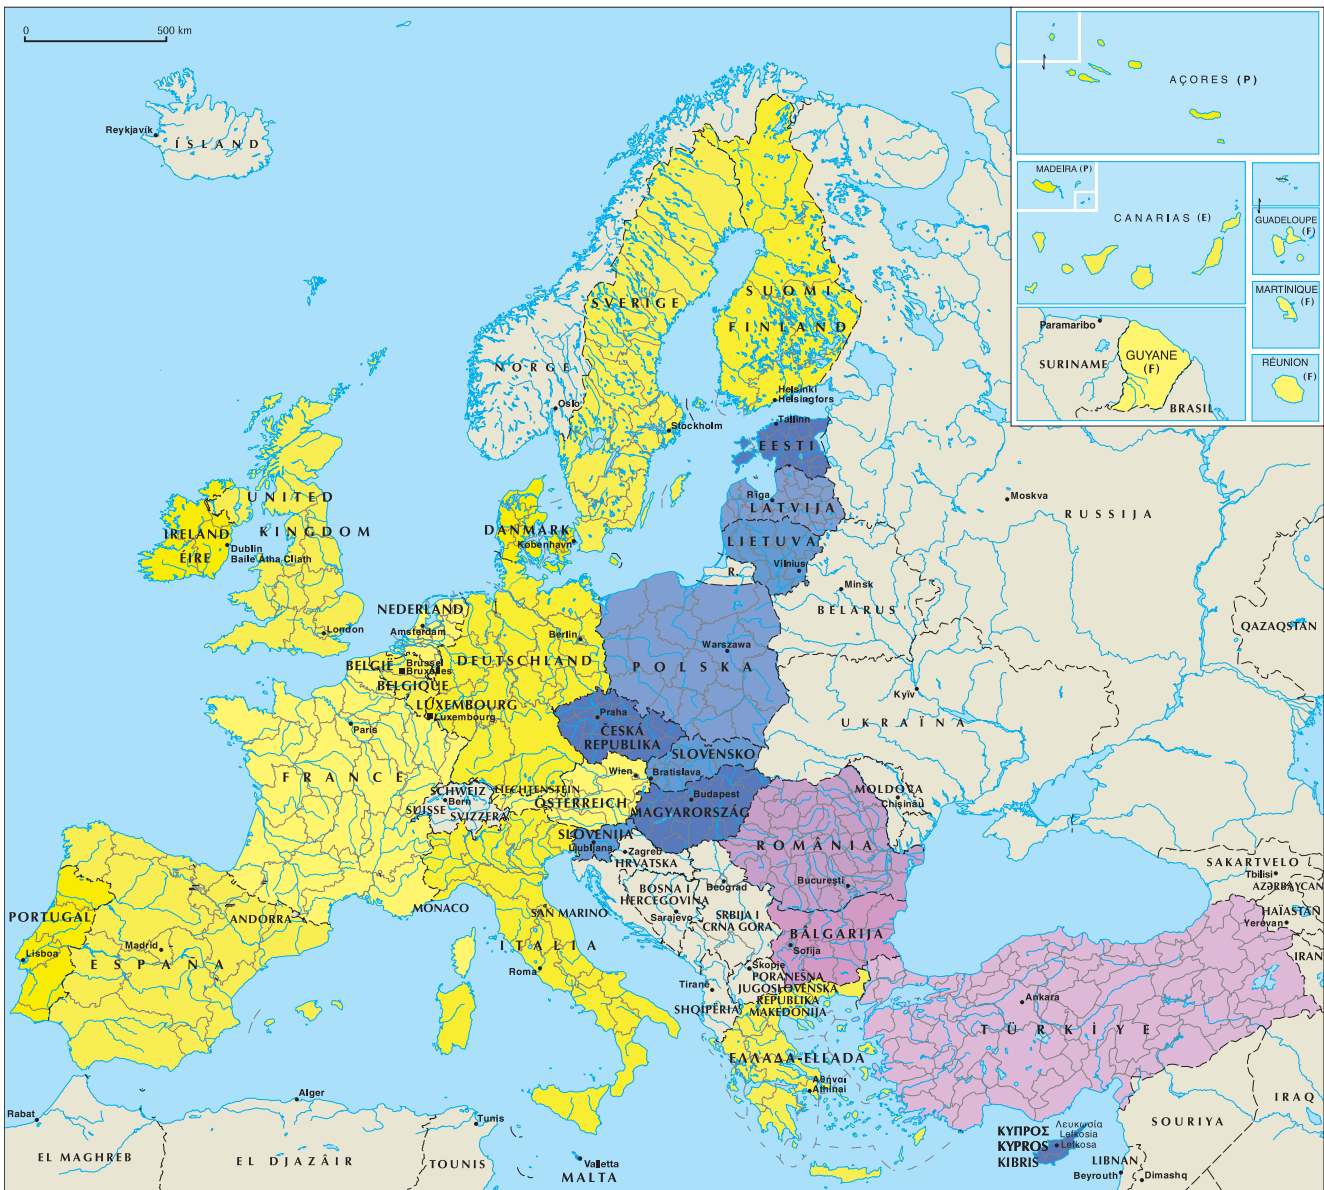 0 500 km
Reykjavík
ÍSLAND
AÇORES (P)
MADEIRA (P)
CANARIAS (E)
GUADELOUPE
(F)
MARTINIQUE
(F)
Paramaribo
SURINAME
GUYANE
(F)
BRASIL
RÉUNION
(F)
SVERIGE
SUOMI
FINLAND
NORGE
Oslo
Helsinki
Helsingfors
Stockholm
Tallinn
EESTI
Rīga
LATVIJA
Moskva
RUSSIJA
UNITED
KINGDOM
IRELAND
ÉIRE
Dublin
Baile Átha Cliath
DANMARK
København
LIETUVA
Vilnius
R.
Minsk
BELARUS'
QAZAQSTAN
London
NEDERLAND
Amsterdam
Berlin
DEUTSCHLAND
Warszawa
POLSKA
BELGIË
Brussel
Bruxelles
BELGIQUE
LUXEMBOURG
Luxembourg
Kyïv
UKRAÏNA
Paris
FRANCE
Praha
ČESKÁ
REPUBLIKA
SLOVENSKO
Wien
Bratislava
SCHWEIZ
Bern
SUISSE
SVIZZERA
LIECHTENSTEIN
ÖSTERREICH
Budapest
MAGYARORSZÁG
MOLDOVA
Chişinău
SLOVENIJA
Ljubljana
Zagreb
HRVATSKA
ROMÂNIA
Bucureşti
BOSNA I
HERCEGOVINA
Beograd
Sarajevo
SRBIJA I
CRNA GORA
SAKARTVELO
Tbilisi
AZƏRBAYCAN
HAÏASTAN
Yerevan
IRAN
PORTUGAL
Lisboa
Madrid
ESPAÑA
ANDORRA
MONACO
SAN MARINO
ITALIA
Roma
BĂLGARIJA
Sofija
Skopje
PORANEŠNA
JUGOSLOVENSKA
REPUBLIKA
MAKEDONIJA
Tiranë
SHQIPËRIA
Ankara
TÜRKİYE
ΕΛΛΑΔΑ-ELLADA
Αθήναι
Athinai
Rabat
EL MAGHREB
Alger
EL DJAZÂIR
Tunis
TOUNIS
Valletta
MALTA
ΚΥΠΡΟΣ
KYPROS
KIBRIS
Λευκωσία
Lefkosia
Lefkosa
LIBNAN
Beyrouth
Dimashq
SOURIYA
IRAQ